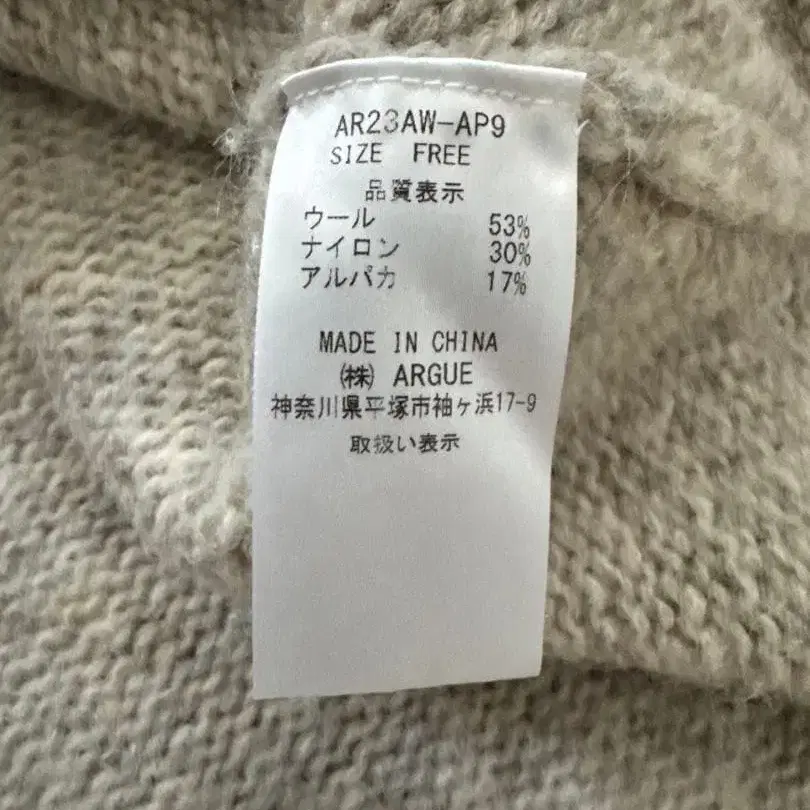 AR23AW-AP9
SIZE FREE
品質表示
ウール 53%
ナイロン 30%
アルパカ 17%
MADE IN CHINA
(株) ARGUE
神奈川県平塚市袖ヶ浜17-9
取扱い表示